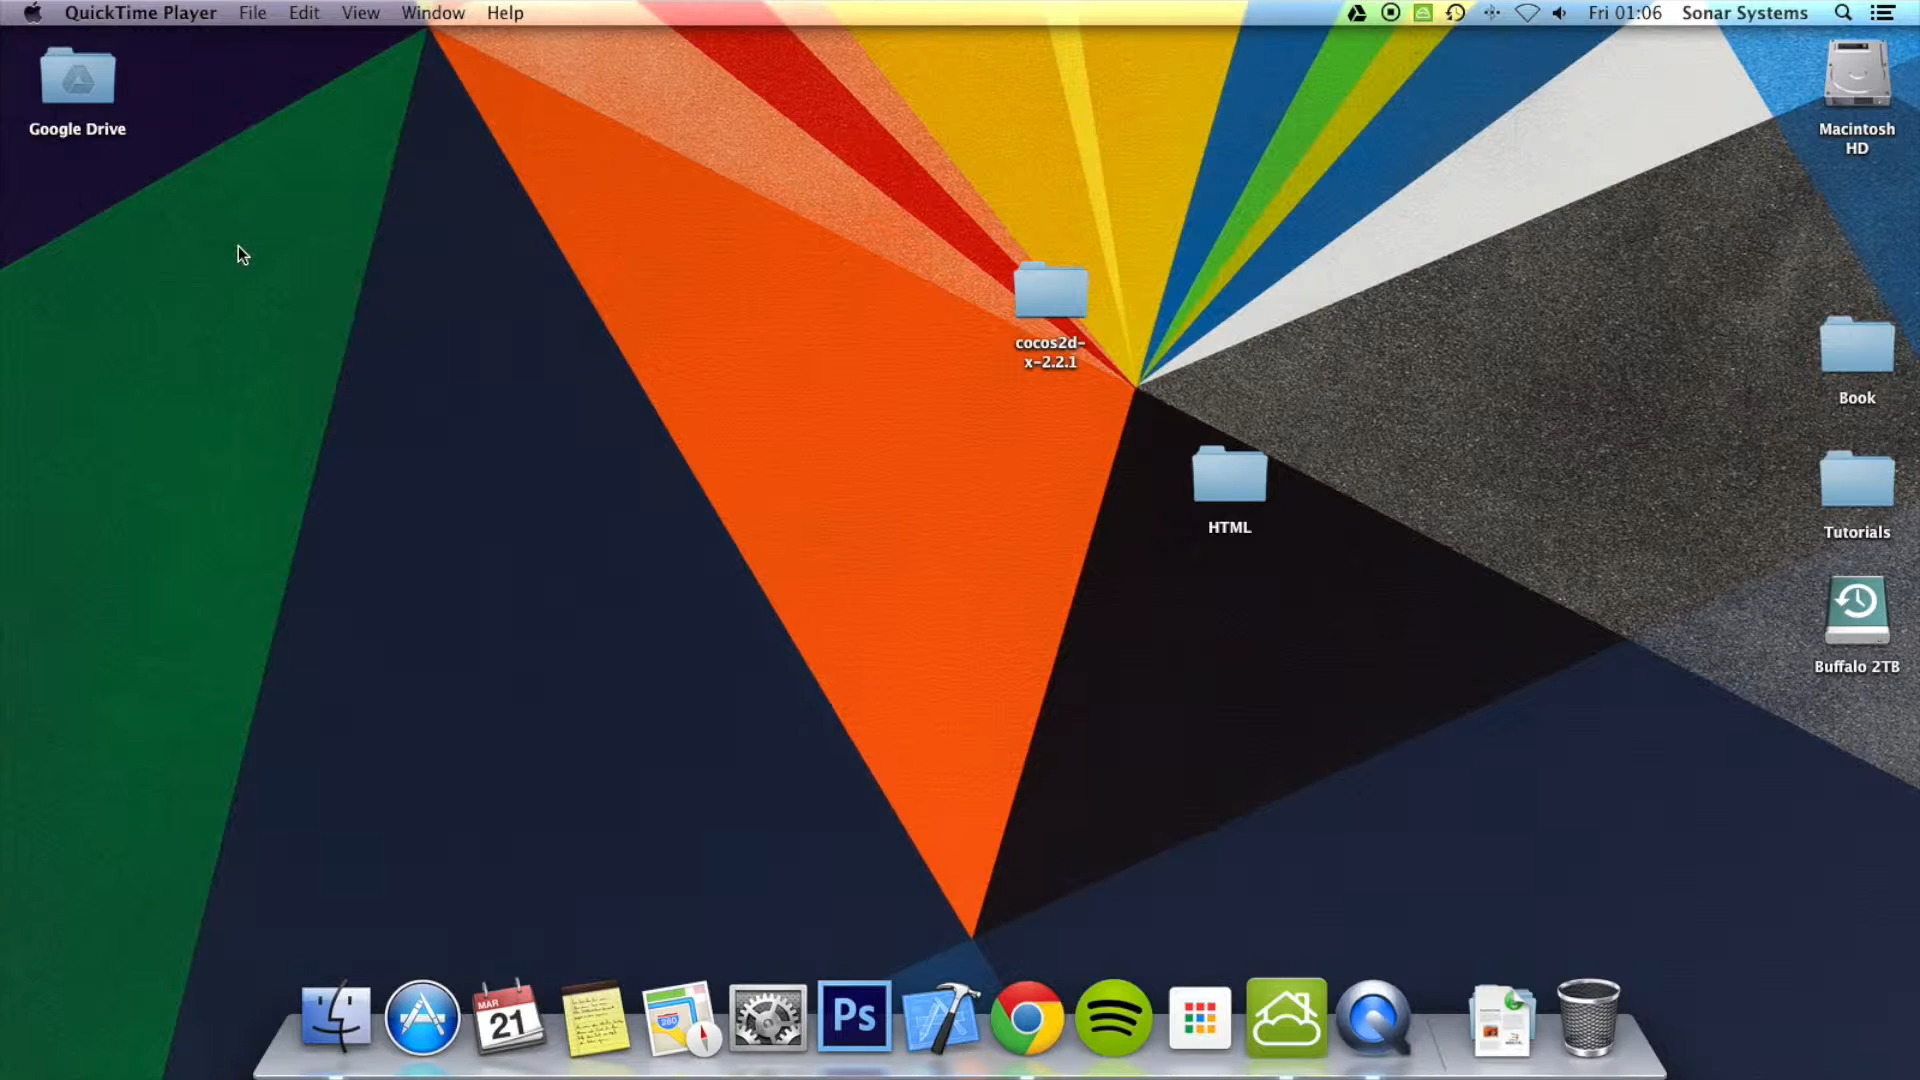 QuickTime Player File Edit View Window Help Fri 01:06 Sonar Systems
Google Drive
Macintosh
HD
cocos2d-
x-2.2.1
Book
HTML
Tutorials
Buffalo 2TB
MAR
21
280
Ps